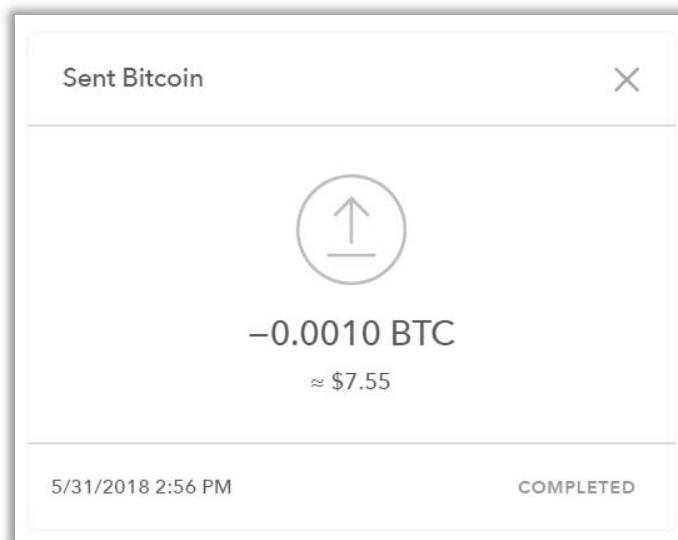 Sent Bitcoin
−0.0010 BTC
≈ $7.55
5/31/2018 2:56 PM COMPLETED